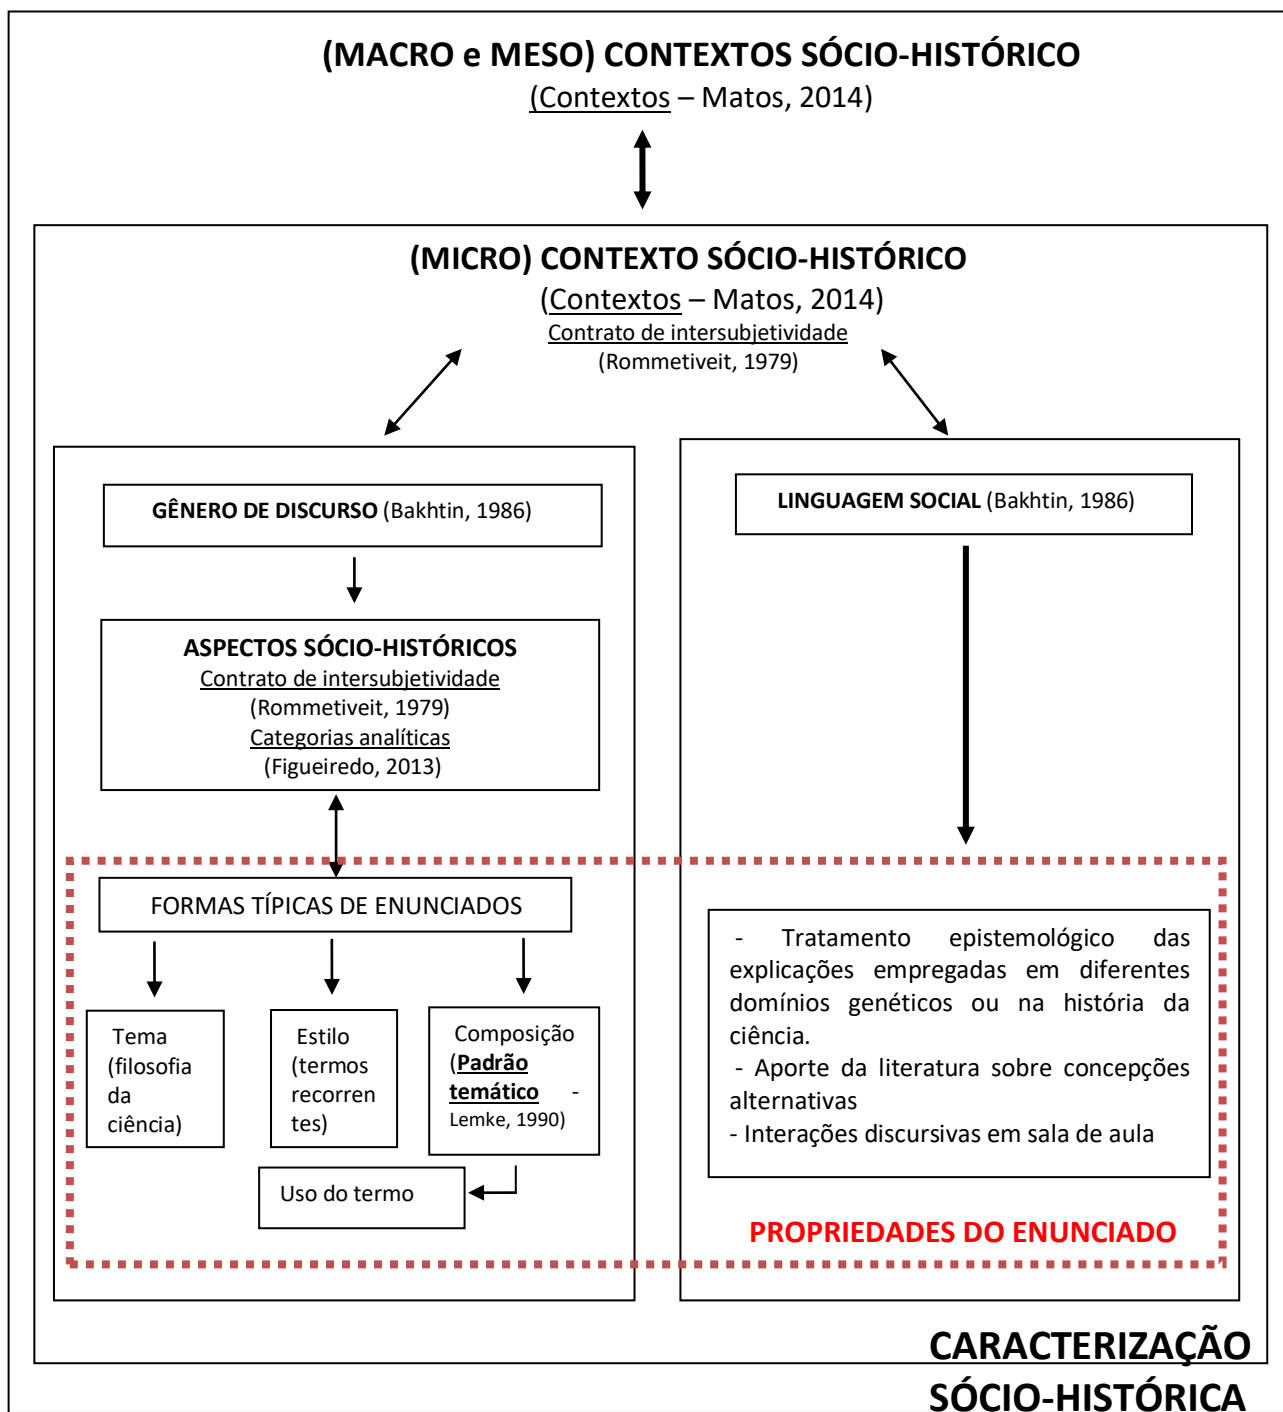 (MACRO e MESO) CONTEXTOS SÓCIO-HISTÓRICO
(Contextos – Matos, 2014)
(MICRO) CONTEXTO SÓCIO-HISTÓRICO
(Contextos – Matos, 2014)
Contrato de intersubjetividade
(Rommetiveit, 1979)
GÊNERO DE DISCURSO (Bakhtin, 1986)
ASPECTOS SÓCIO-HISTÓRICOS
Contrato de intersubjetividade
(Rommetiveit, 1979)
Categorias analíticas
(Figueiredo, 2013)
FORMAS TÍPICAS DE ENUNCIADOS
Tema
(filosofia
da
ciência)
Estilo
(termos
recorren
tes)
Composição
(Padrão
temático -
Lemke, 1990)
Uso do termo
LINGUAGEM SOCIAL (Bakhtin, 1986)
- Tratamento epistemológico das
explicações empregadas em diferentes
domínios genéticos ou na história da
ciência.
- Aporte da literatura sobre concepções
alternativas
- Interações discursivas em sala de aula
PROPRIEDADES DO ENUNCIADO
CARACTERIZAÇÃO
SÓCIO-HISTÓRICA